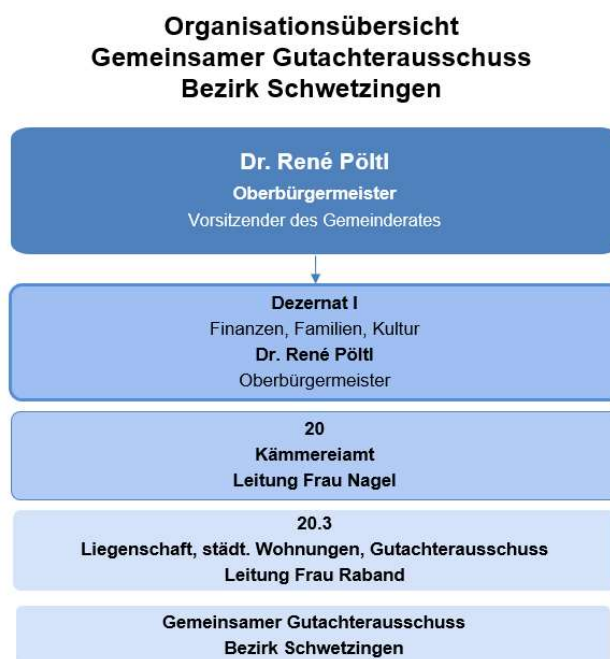 Organisationsübersicht
Gemeinsamer Gutachterausschuss
Bezirk Schwetzingen
Dr. René Pöltl
Oberbürgermeister
Vorsitzender des Gemeinderates
Dezernat I
Finanzen, Familien, Kultur
Dr. René Pöltl
Oberbürgermeister
20
Kämmereiamt
Leitung Frau Nagel
20.3
Liegenschaft, städt. Wohnungen, Gutachterausschuss
Leitung Frau Raband
Gemeinsamer Gutachterausschuss
Bezirk Schwetzingen